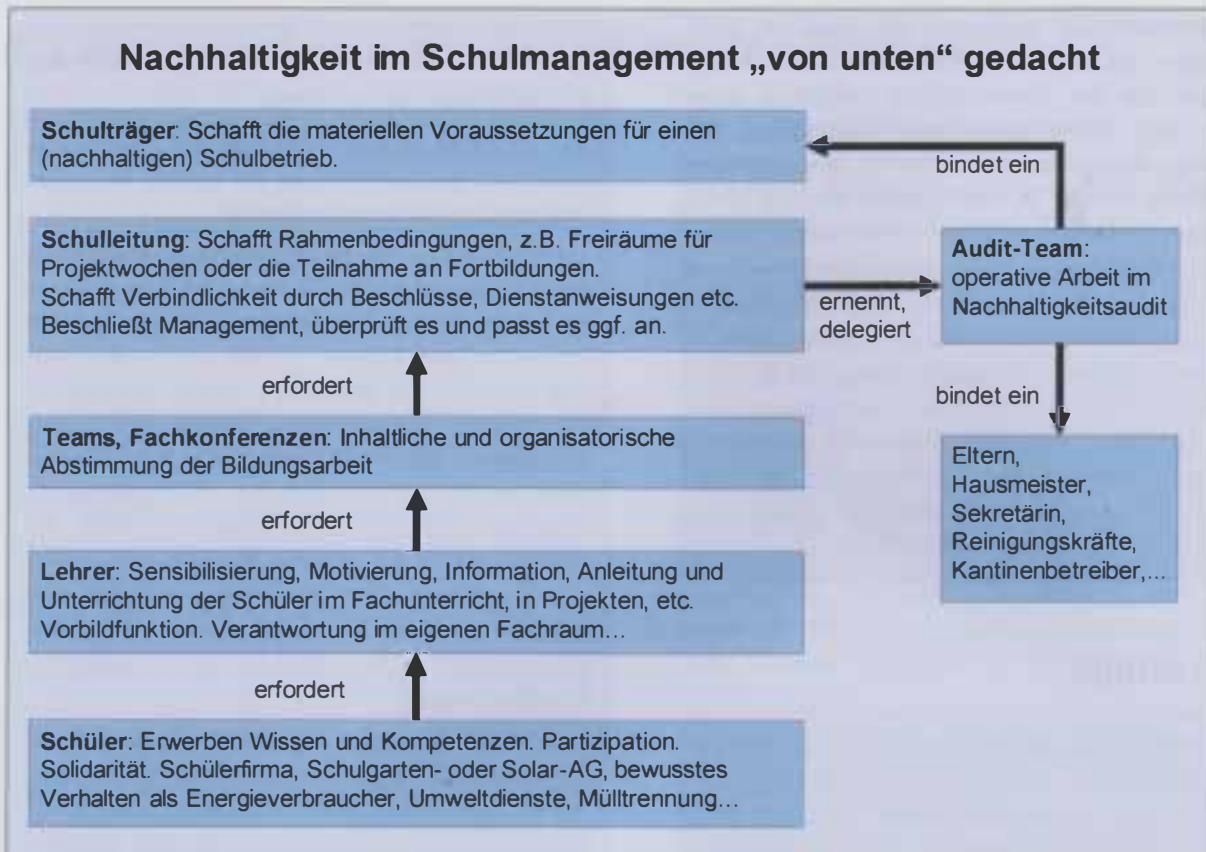 Nachhaltigkeit im Schulmanagement „von unten“ gedacht
Schulträger: Schafft die materiellen Voraussetzungen für einen
(nachhaltigen) Schulbetrieb.
bindet ein
Schulleitung: Schafft Rahmenbedingungen, z.B. Freiräume für
Projektwochen oder die Teilnahme an Fortbildungen.
Schafft Verbindlichkeit durch Beschlüsse, Dienstanweisungen etc.
Beschließt Management, überprüft es und passt es ggf. an.
ernennt,
delegiert
Audit-Team:
operative Arbeit im
Nachhaltigkeitsaudit
erfordert
bindet ein
Teams, Fachkonferenzen: Inhaltliche und organisatorische
Abstimmung der Bildungsarbeit
Eltern,
Hausmeister,
Sekretärin,
Reinigungskräfte,
Kantinenbetreiber,...
erfordert
Lehrer: Sensibilisierung, Motivierung, Information, Anleitung und
Unterrichtung der Schüler im Fachunterricht, in Projekten, etc.
Vorbildfunktion. Verantwortung im eigenen Fachraum...
erfordert
Schüler: Erwerben Wissen und Kompetenzen. Partizipation.
Solidarität. Schülerfirma, Schulgarten- oder Solar-AG, bewusstes
Verhalten als Energieverbraucher, Umweltdienste, Mülltrennung...